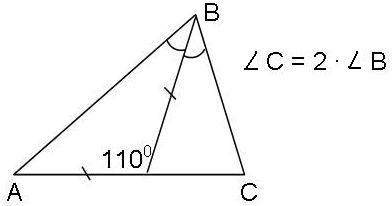 B
∠C = 2 · ∠B
110⁰
A
C